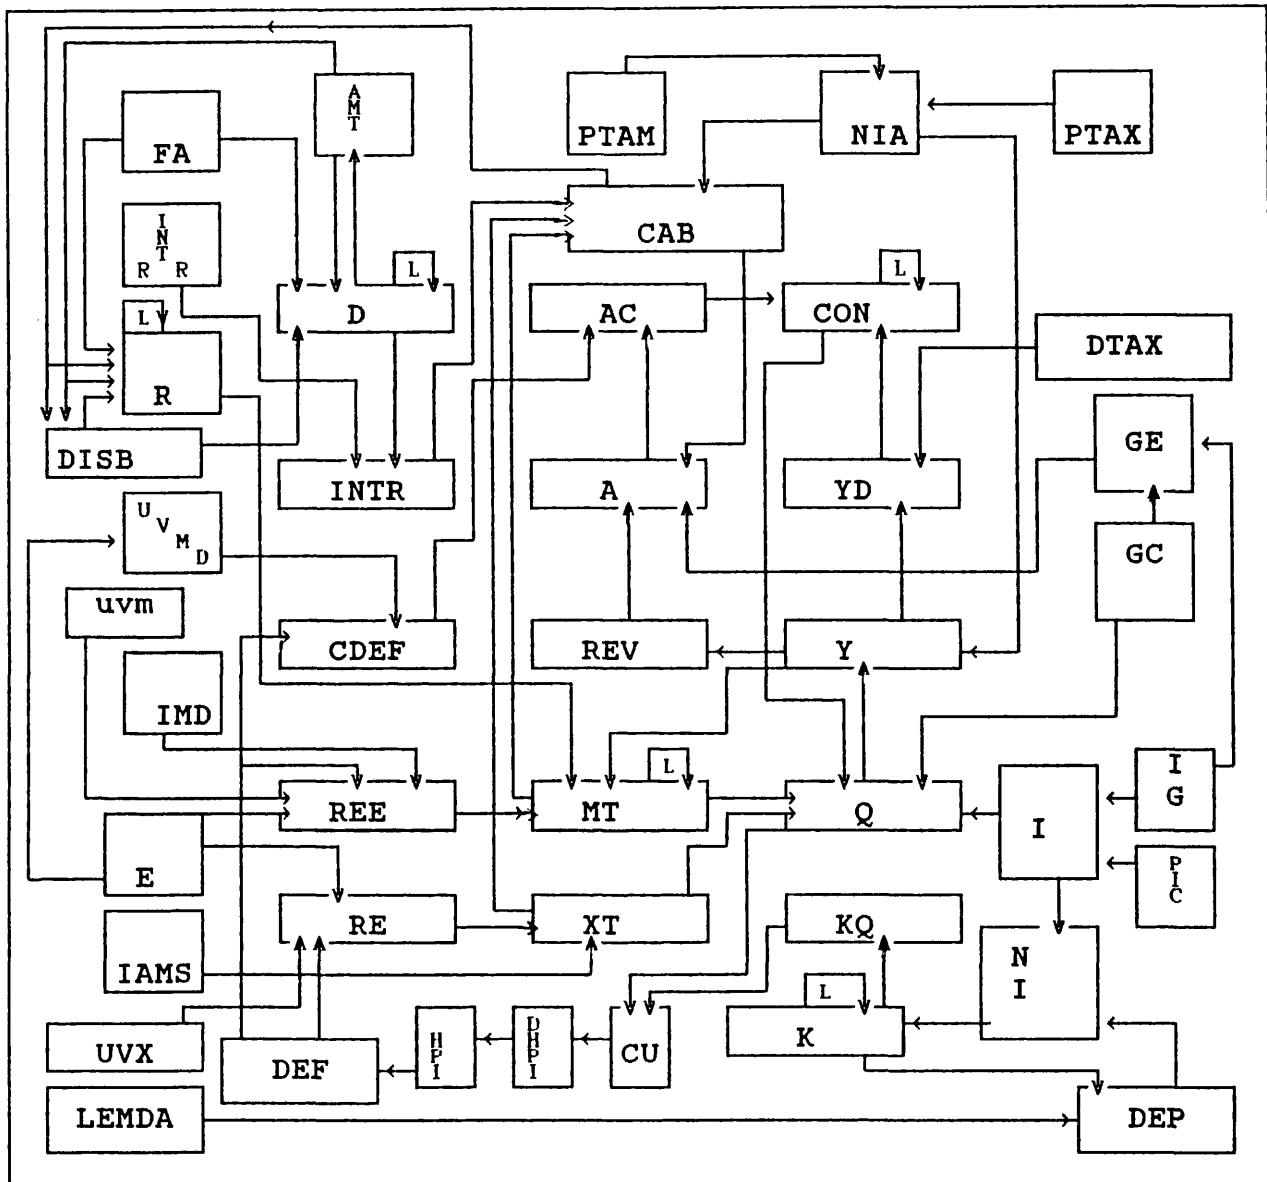 AMT
FA
PTAM
NIA
PTAX
INTR R
CAB
L
D
AC
L
CON
L
R
DTAX
GE
DISB
INTR
A
YD
UVMD
GC
uvm
CDEF
REV
Y
IMD
REE
L
MT
Q
I
IG
E
PIC
RE
XT
KQ
IAMS
NI
L
UVX
DEF
HPI
DHPI
CU
K
LEMDA
DEP